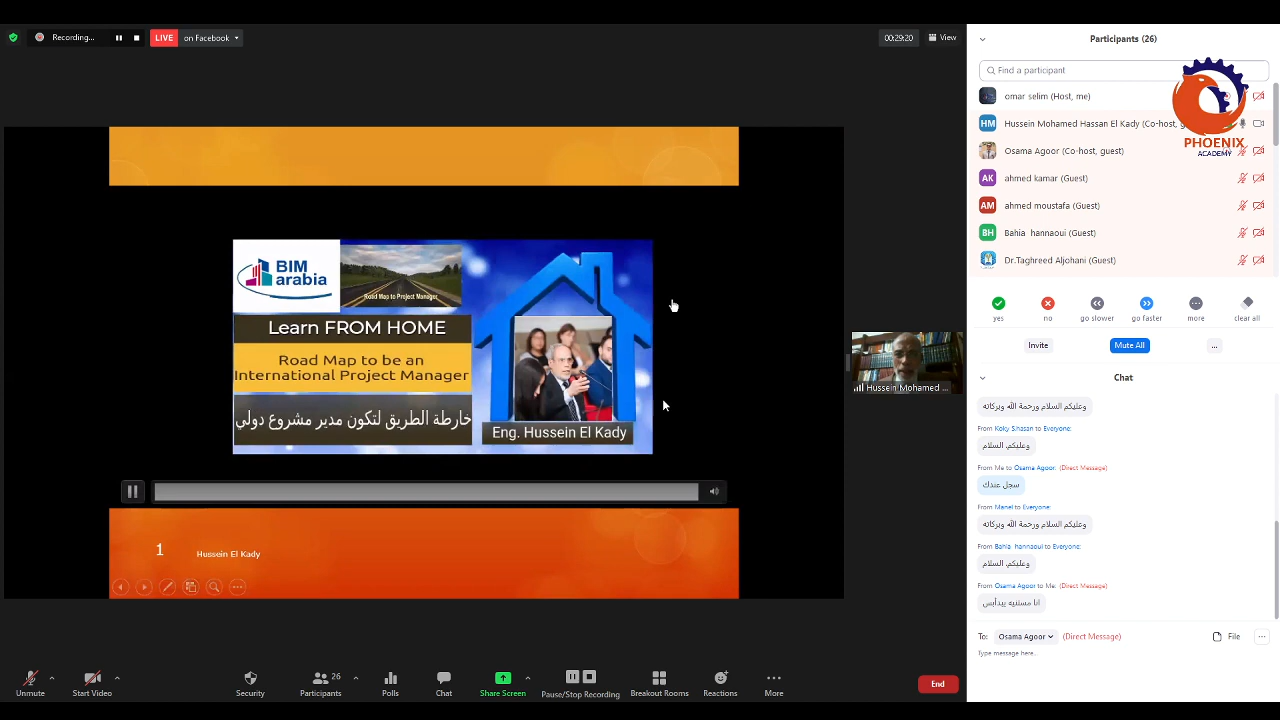 Recording...
LIVE
on Facebook
00:29:20
View
BIM
arabia
Road Map to Project Manager
Learn FROM HOME
Road Map to be an
International Project Manager
خارطة الطريق لتكون مدير مشروع دولي
Eng. Hussein El Kady
1
Hussein El Kady
Hussein Mohamed ...
Participants (26)
Find a participant
PHOENIX
ACADEMY
omar selim (Host, me)
HM
Hussein Mohamed Hassan El Kady (Co-host,
Osama Agoor (Co-host, guest)
AK
ahmed kamar (Guest)
AM
ahmed moustafa (Guest)
BH
Bahia hannaoui (Guest)
Dr.Taghreed Aljohani (Guest)
yes
no
go slower
go faster
more
clear all
Invite
Mute All
...
Chat
وعليكم السلام ورحمة الله وبركاته
From Koky S.hasan to Everyone:
وعليكم السلام
From Me to Osama Agoor: (Direct Message)
سجل عندك
From Manel to Everyone:
وعليكم السلام ورحمة الله وبركاته
From Bahia hannaoui to Everyone:
وعليكم السلام
From Osama Agoor to Me: (Direct Message)
انا مستنيه يبدأبس
To: Osama Agoor (Direct Message)
File
Type message here...
Unmute
Start Video
Security
26
Participants
Polls
Chat
Share Screen
Pause/Stop Recording
Breakout Rooms
Reactions
More
End